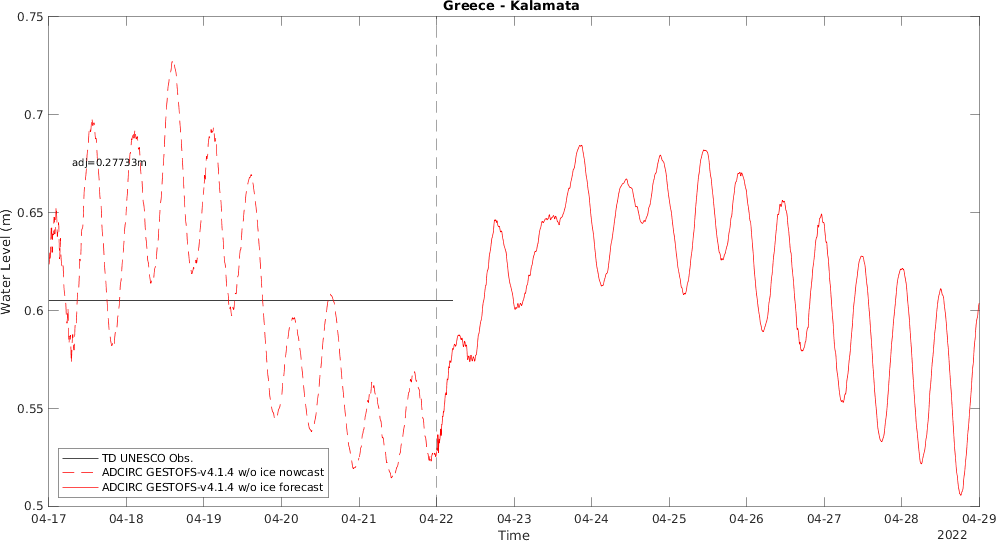 Greece - Kalamata
0.75
0.7
0.65
0.6
0.55
0.5
Water Level (m)
adj=0.27733m
TD UNESCO Obs.
ADCIRC GESTOFS-v4.1.4 w/o ice nowcast
ADCIRC GESTOFS-v4.1.4 w/o ice forecast
04-17 04-18 04-19 04-20 04-21 04-22 04-23 04-24 04-25 04-26 04-27 04-28 04-29
Time
2022